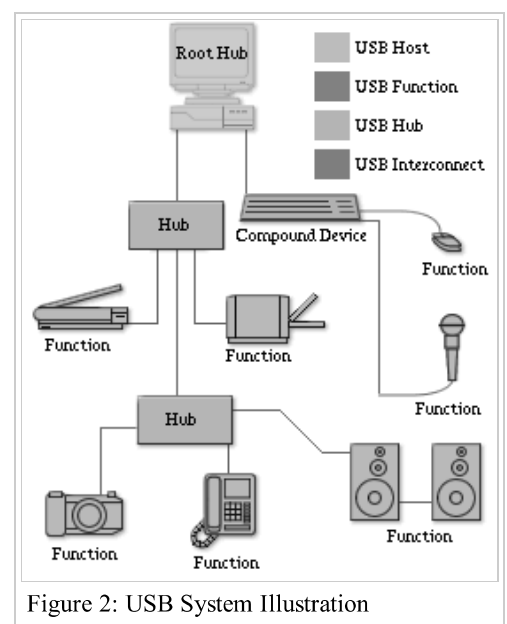 Root Hub
USB Host
USB Function
USB Hub
USB Interconnect
Hub
Compound Device
Function
Function
Function
Function
Hub
Function
Function
Function
Figure 2: USB System Illustration